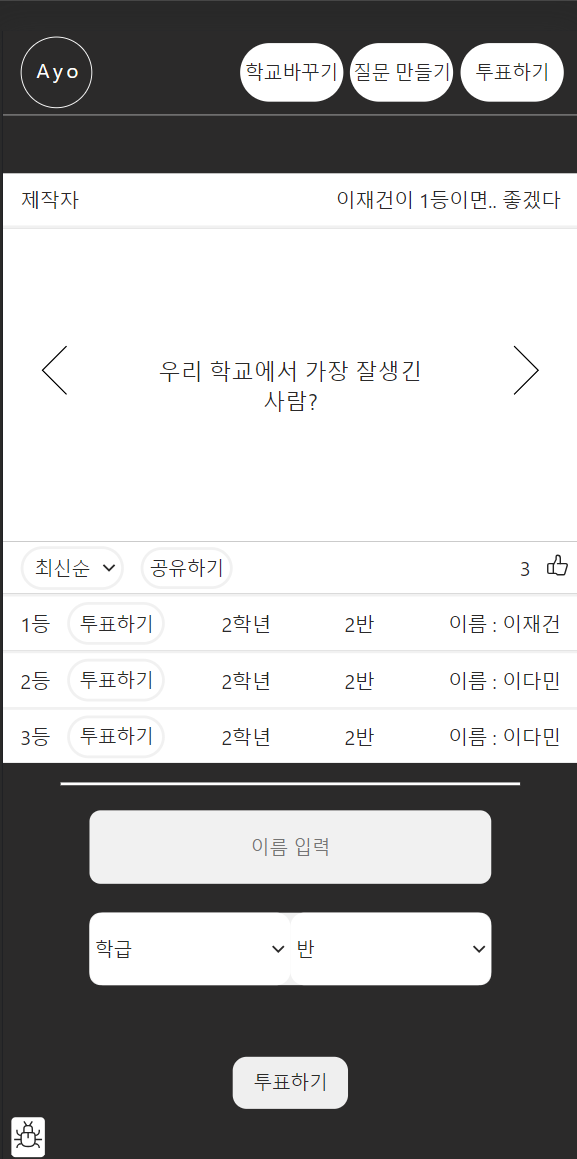 Ayo 학교바꾸기 질문 만들기 투표하기
제작자 이재건이 1등이면.. 좋겠다
우리 학교에서 가장 잘생긴
사람?
최신순 공유하기 3
1등 투표하기 2학년 2반 이름 : 이재건
2등 투표하기 2학년 2반 이름 : 이다민
3등 투표하기 2학년 2반 이름 : 이다민
이름 입력
학급 반
투표하기